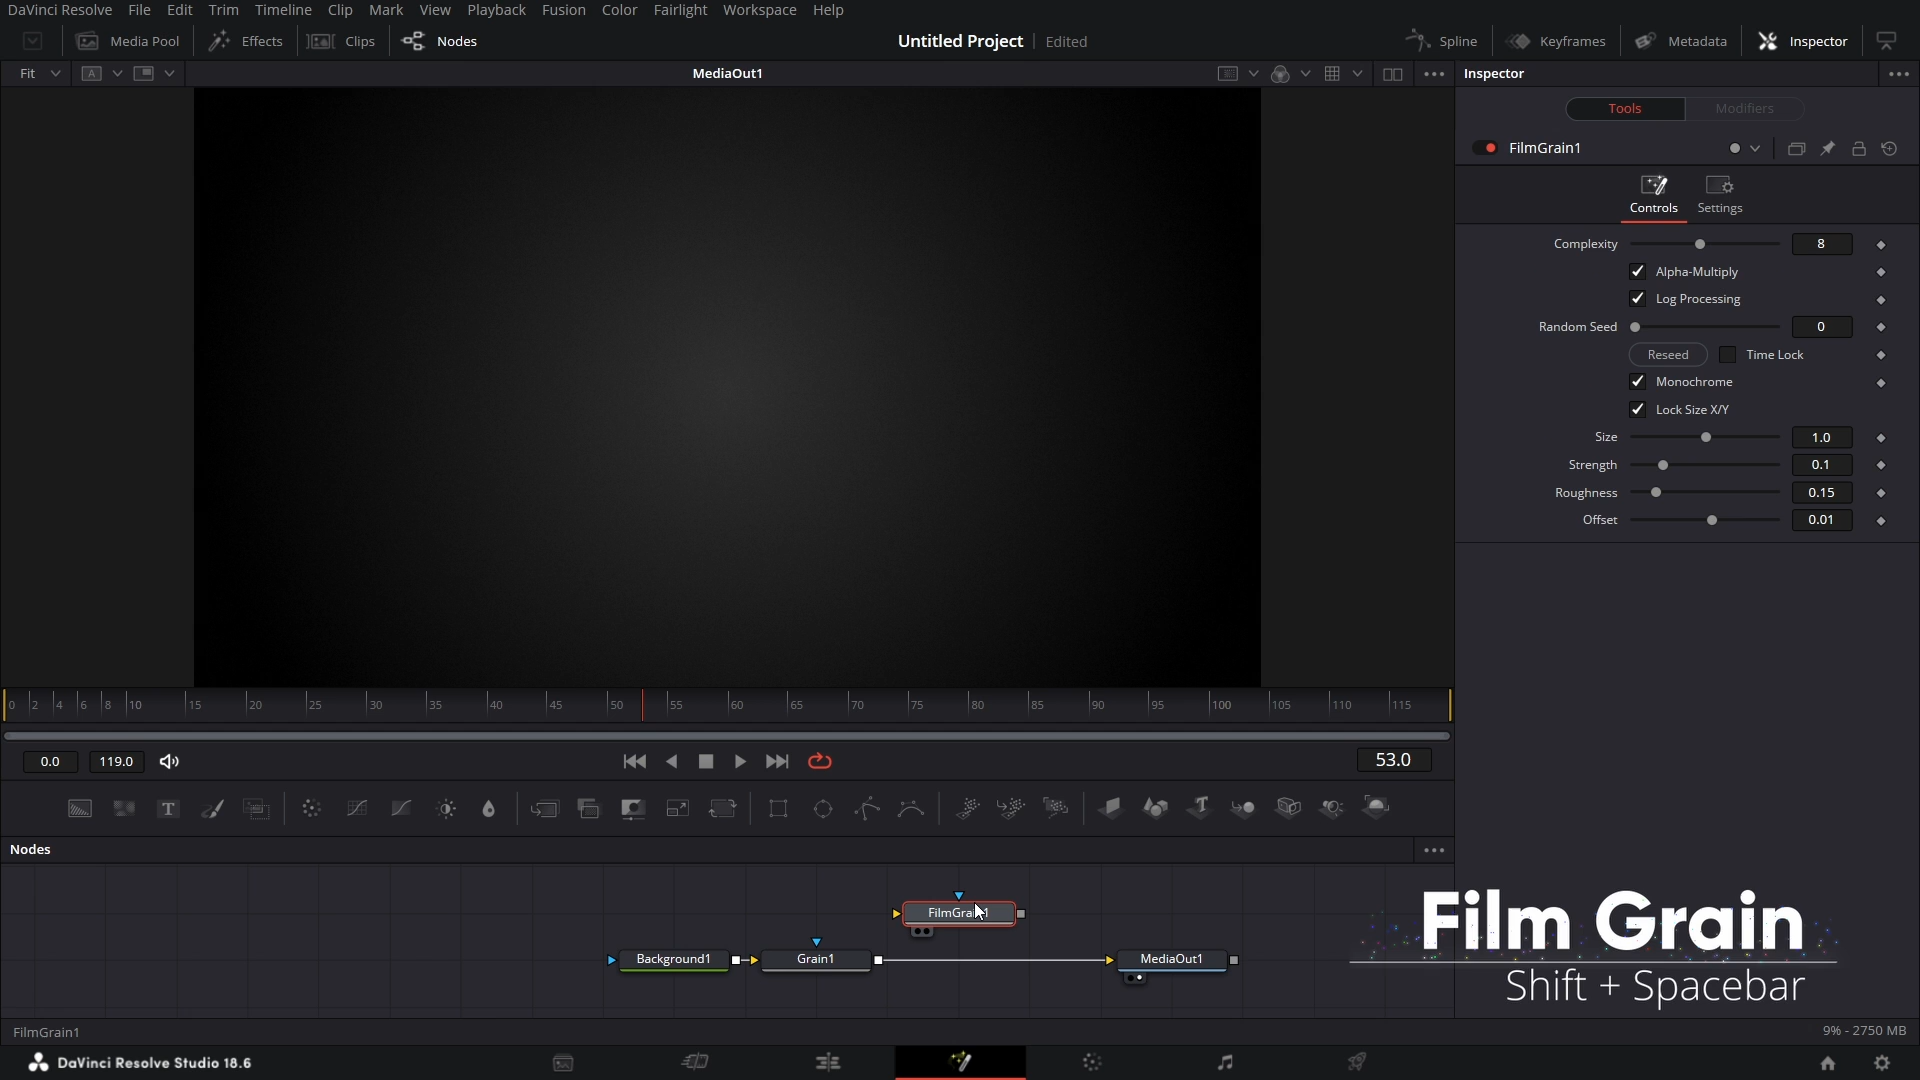 DaVinci Resolve File Edit Trim Timeline Clip Mark View Playback Fusion Color Fairlight Workspace Help
Media Pool Effects Clips Nodes Untitled Project Edited Spline Keyframes Metadata Inspector
Fit A MediaOut1 Inspector
Tools Modifiers
FilmGrain1
Controls Settings
Complexity 8
Alpha-Multiply
Log Processing
Random Seed 0
Reseed Time Lock
Monochrome
Lock Size X/Y
Size 1.0
Strength 0.1
Roughness 0.15
Offset 0.01
0 2 4 6 8 10 15 20 25 30 35 40 45 50 55 60 65 70 75 80 85 90 95 100 105 110 115
0.0 119.0 53.0
T T
Nodes
FilmGrain1
Background1 Grain1 MediaOut1
Film Grain
Shift + Spacebar
FilmGrain1 9% - 2750 MB
DaVinci Resolve Studio 18.6